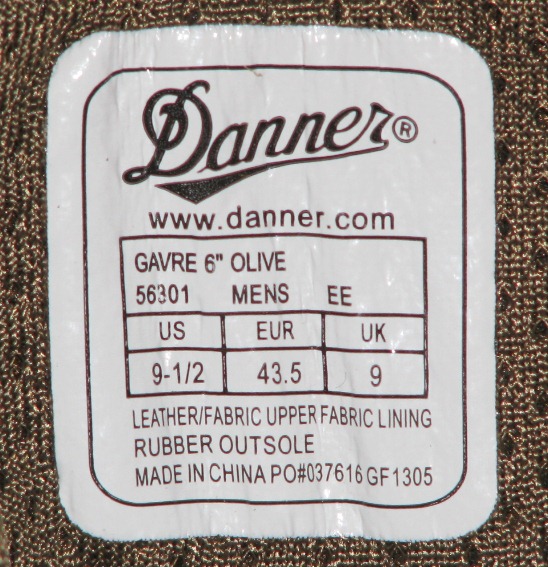 Danner®
www.danner.com
GAVRE 6" OLIVE
56301 MENS EE
US EUR UK
9-1/2 43.5 9
LEATHER/FABRIC UPPER FABRIC LINING
RUBBER OUTSOLE
MADE IN CHINA PO#037616 GF1305